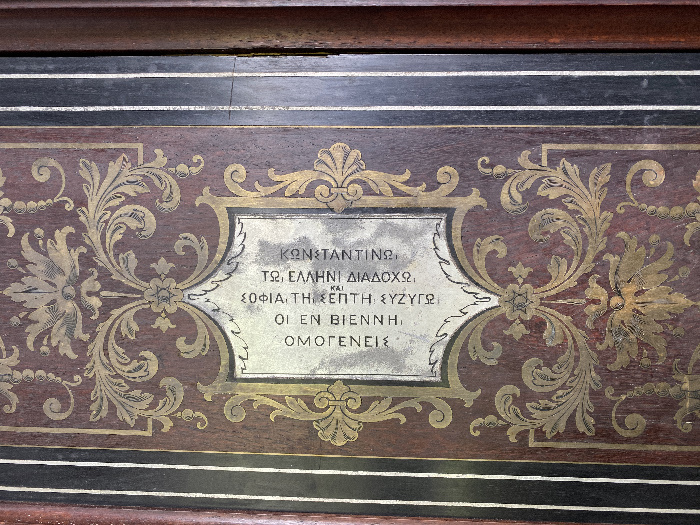 ΚΩΝΣΤΑΝΤΙΝΩι
ΤΩι ΕΛΛΗΝΙ ΔΙΑΔΟΧΩι
ΚΑΙ
ΣΟΦΙΑι ΤΗι ΣΕΠΤΗι ΣΥΖΥΓΩι
ΟΙ ΕΝ ΒΙΕΝΝΗι
ΟΜΟΓΕΝΕΙΣ